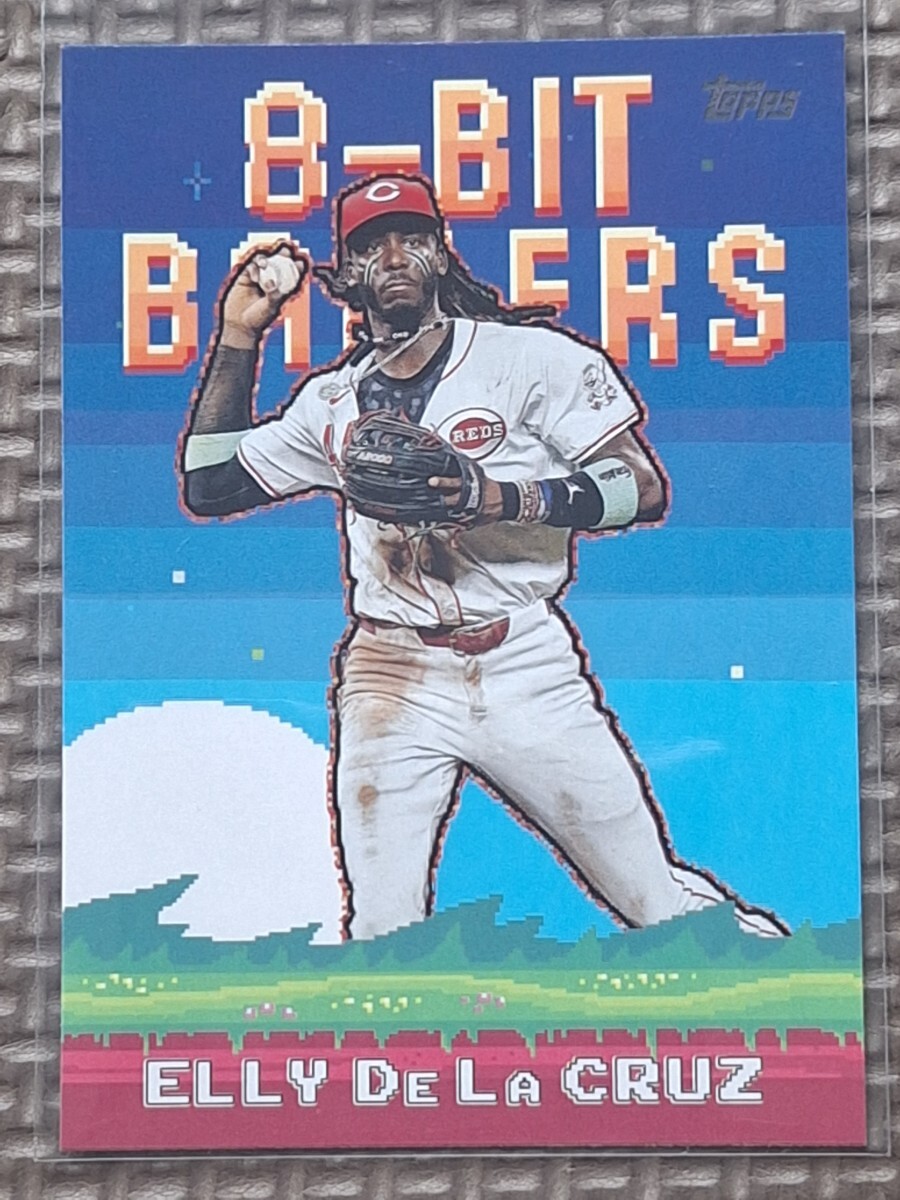 8-BIT
Topps
BALLERS
C
REDS
ELLY DE LA CRUZ